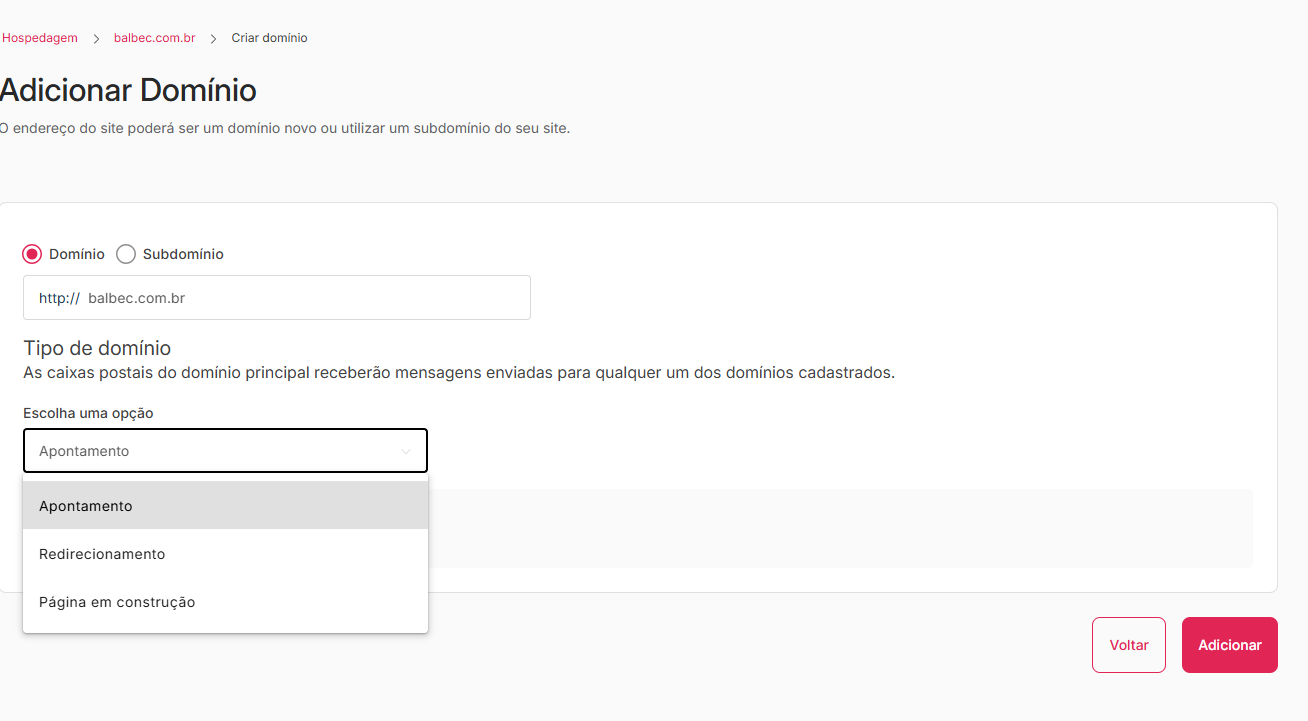 Hospedagem > balbec.com.br > Criar domínio
Adicionar Domínio
O endereço do site poderá ser um domínio novo ou utilizar um subdomínio do seu site.
Domínio Subdomínio
http:// balbec.com.br
Tipo de domínio
As caixas postais do domínio principal receberão mensagens enviadas para qualquer um dos domínios cadastrados.
Escolha uma opção
Apontamento
Apontamento
Redirecionamento
Página em construção
Voltar Adicionar